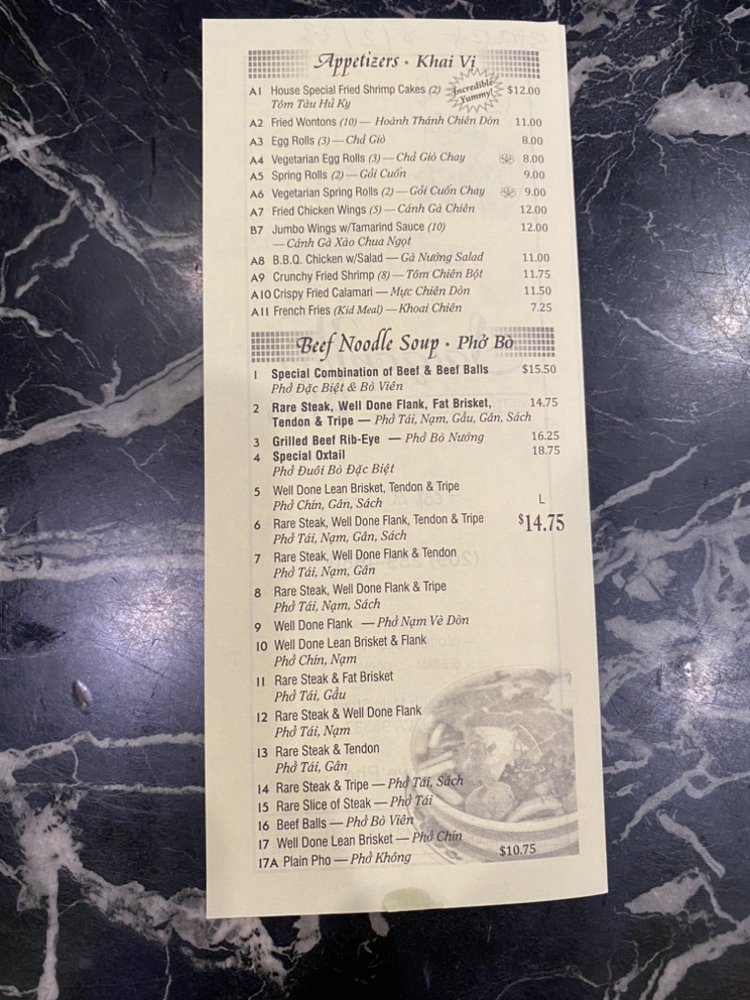 Appetizers • Khai Vị
A1 House Special Fried Shrimp Cakes (2) Incredible Yummy! $12.00
Tôm Tàu Hủ Ky
A2 Fried Wontons (10) — Hoành Thánh Chiên Dòn 11.00
A3 Egg Rolls (3) — Chả Giò 8.00
A4 Vegetarian Egg Rolls (3) — Chả Giò Chay 8.00
A5 Spring Rolls (2) — Gỏi Cuốn 9.00
A6 Vegetarian Spring Rolls (2) — Gỏi Cuốn Chay 9.00
A7 Fried Chicken Wings (5) — Cánh Gà Chiên 12.00
B7 Jumbo Wings w/Tamarind Sauce (10) 12.00
— Cánh Gà Xào Chua Ngọt
A8 B.B.Q. Chicken w/Salad — Gà Nướng Salad 11.00
A9 Crunchy Fried Shrimp (8) — Tôm Chiên Bột 11.75
A10 Crispy Fried Calamari — Mực Chiên Dòn 11.50
A11 French Fries (Kid Meal) — Khoai Chiên 7.25
Beef Noodle Soup • Phở Bò
1 Special Combination of Beef & Beef Balls $15.50
Phở Đặc Biệt & Bò Viên
2 Rare Steak, Well Done Flank, Fat Brisket, 14.75
Tendon & Tripe — Phở Tái, Nạm, Gầu, Gân, Sách
3 Grilled Beef Rib-Eye — Phở Bò Nướng 16.25
4 Special Oxtail 18.75
Phở Đuôi Bò Đặc Biệt
5 Well Done Lean Brisket, Tendon & Tripe
Phở Chín, Gân, Sách L
6 Rare Steak, Well Done Flank, Tendon & Tripe $14.75
Phở Tái, Nạm, Gân, Sách
7 Rare Steak, Well Done Flank & Tendon
Phở Tái, Nạm, Gân
8 Rare Steak, Well Done Flank & Tripe
Phở Tái, Nạm, Sách
9 Well Done Flank — Phở Nạm Vè Dòn
10 Well Done Lean Brisket & Flank
Phở Chín, Nạm
11 Rare Steak & Fat Brisket
Phở Tái, Gầu
12 Rare Steak & Well Done Flank
Phở Tái, Nạm
13 Rare Steak & Tendon
Phở Tái, Gân
14 Rare Steak & Tripe — Phở Tái, Sách
15 Rare Slice of Steak — Phở Tái
16 Beef Balls — Phở Bò Viên
17 Well Done Lean Brisket — Phở Chín
17A Plain Pho — Phở Không $10.75